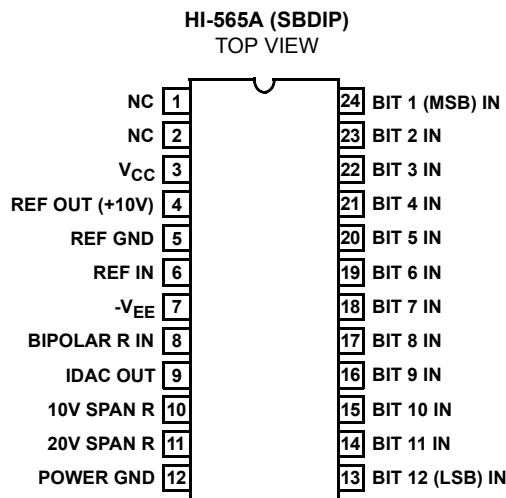 HI-565A (SBDIP)
TOP VIEW
NC 1
NC 2
VCC 3
REF OUT (+10V) 4
REF GND 5
REF IN 6
-VEE 7
BIPOLAR R IN 8
IDAC OUT 9
10V SPAN R 10
20V SPAN R 11
POWER GND 12
24 BIT 1 (MSB) IN
23 BIT 2 IN
22 BIT 3 IN
21 BIT 4 IN
20 BIT 5 IN
19 BIT 6 IN
18 BIT 7 IN
17 BIT 8 IN
16 BIT 9 IN
15 BIT 10 IN
14 BIT 11 IN
13 BIT 12 (LSB) IN